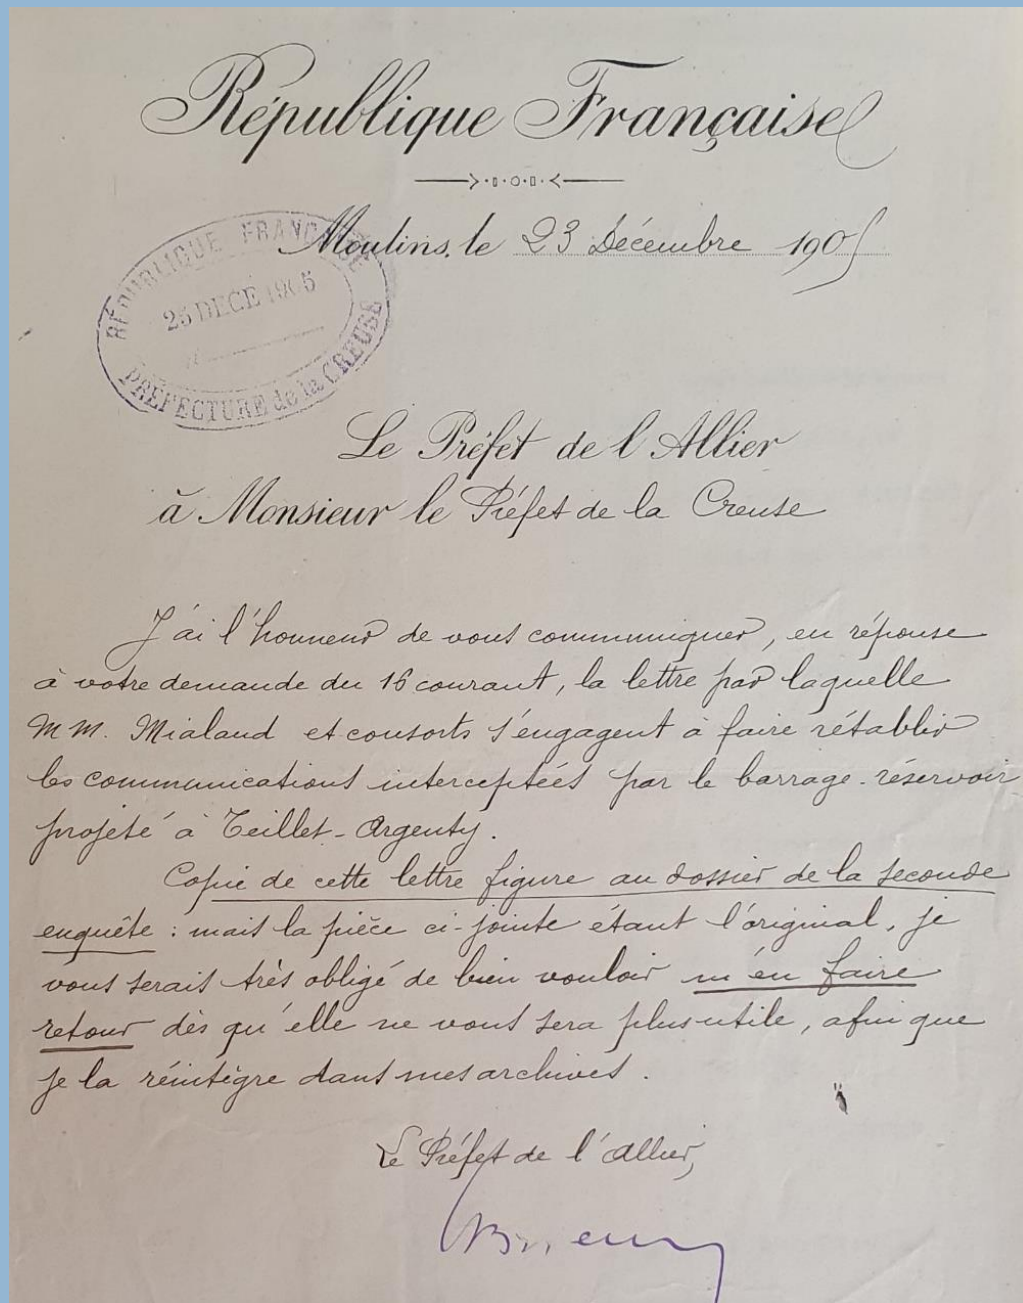 République Française
Moulins, le 23 Décembre 1905
RÉPUBLIQUE FRANÇAISE
25 DECE 1905
PRÉFECTURE de la CREUSE
Le Préfet de l'Allier
à Monsieur le Préfet de la Creuse
J'ai l'honneur de vous communiquer, en réponse
à votre demande du 16 courant, la lettre par laquelle
MM. Mialaud et consorts s'engagent à faire rétablir
les communications interceptées par le barrage-réservoir
projeté à Teillet-Argenty.
Copie de cette lettre figure au dossier de la seconde
enquête : mais la pièce ci-jointe étant l'original, je
vous serais très obligé de bien vouloir m'en faire
retour dès qu'elle ne vous sera plus utile, afin que
je la réintègre dans mes archives.
Le Préfet de l'Allier,